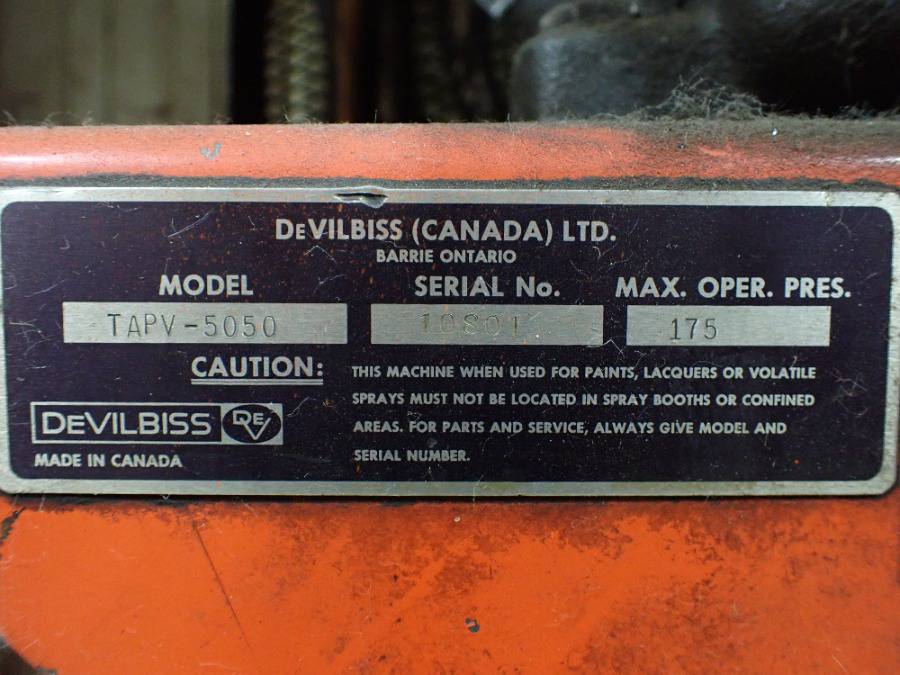 DeVILBISS (CANADA) LTD.
BARRIE ONTARIO
MODEL SERIAL No. MAX. OPER. PRES.
TAPV-5050 10801 175
CAUTION: THIS MACHINE WHEN USED FOR PAINTS, LACQUERS OR VOLATILE
SPRAYS MUST NOT BE LOCATED IN SPRAY BOOTHS OR CONFINED
AREAS. FOR PARTS AND SERVICE, ALWAYS GIVE MODEL AND
SERIAL NUMBER.
DeVILBISS DeV
MADE IN CANADA